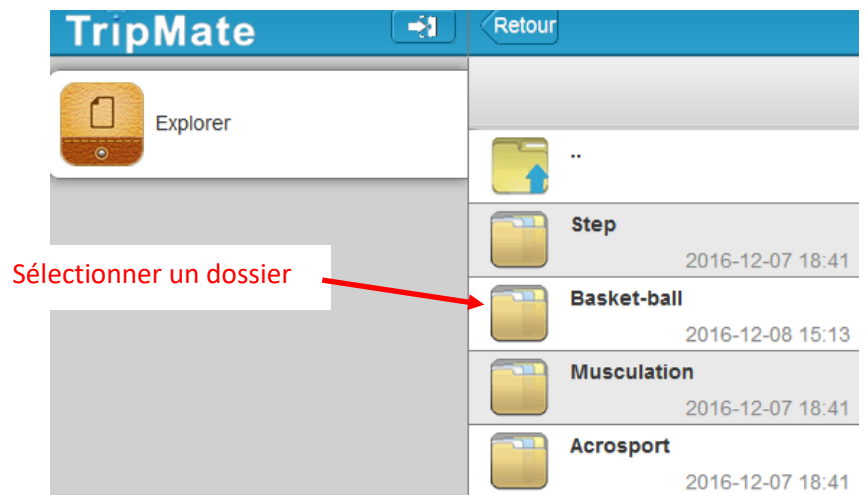 TripMate
Explorer
Sélectionner un dossier
Retour
..
Step
2016-12-07 18:41
Basket-ball
2016-12-08 15:13
Musculation
2016-12-07 18:41
Acrosport
2016-12-07 18:41